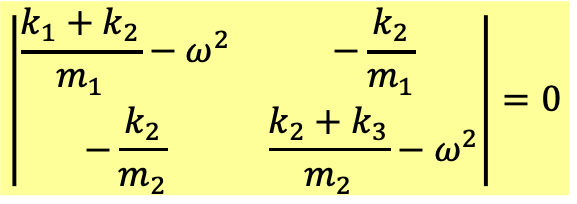 | (k₁ + k₂)/m₁ − ω²   − k₂/m₁ |
| − k₂/m₂   (k₂ + k₃)/m₂ − ω² | = 0